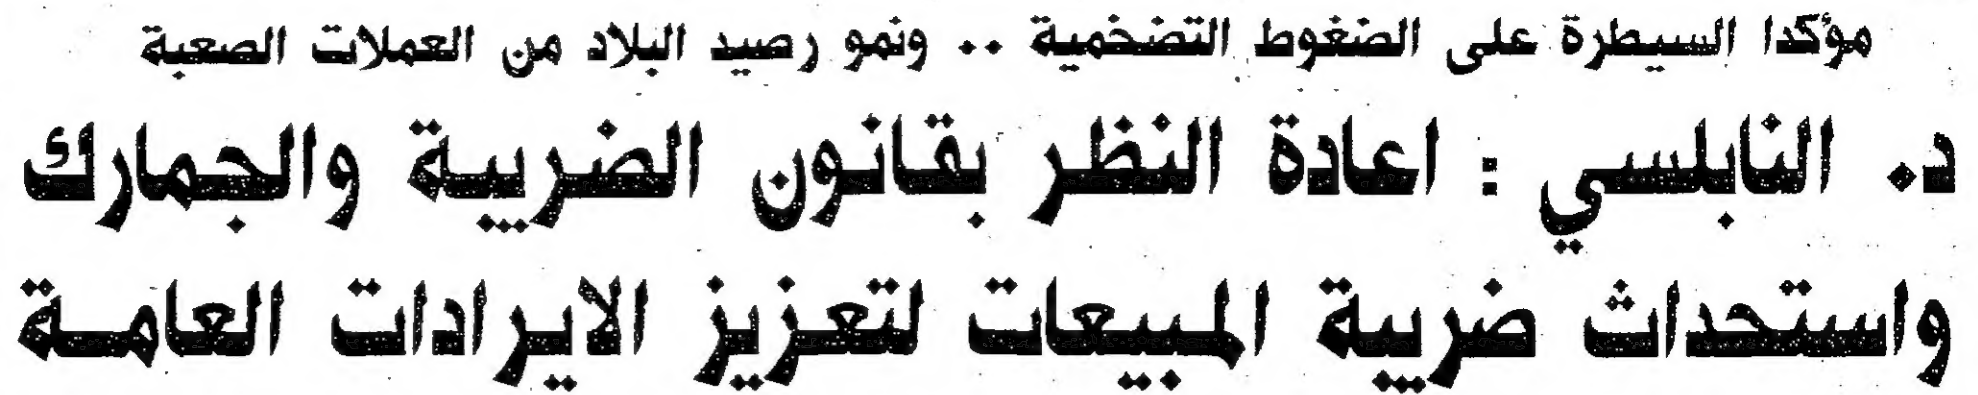 مؤكدا السيطرة على الضغوط التضخمية .. ونمو رصيد البلاد من العملات الصعبة
د. النابلسي : اعادة النظر بقانون الضريبة والجمارك
واستحداث ضريبة المبيعات لتعزيز الايرادات العامة